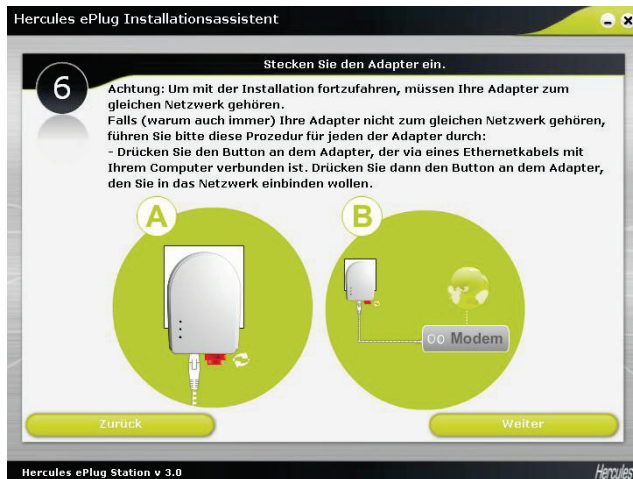 Hercules ePlug Installationsassistent
Stecken Sie den Adapter ein.
6
Achtung: Um mit der Installation fortzufahren, müssen Ihre Adapter zum
gleichen Netzwerk gehören.
Falls (warum auch immer) Ihre Adapter nicht zum gleichen Netzwerk gehören,
führen Sie bitte diese Prozedur für jeden der Adapter durch:
- Drücken Sie den Button an dem Adapter, der via eines Ethernetkabels mit
Ihrem Computer verbunden ist. Drücken Sie dann den Button an dem Adapter,
den Sie in das Netzwerk einbinden wollen.
A
B
Modem
Zurück
Weiter
Hercules ePlug Station v 3.0
Hercules